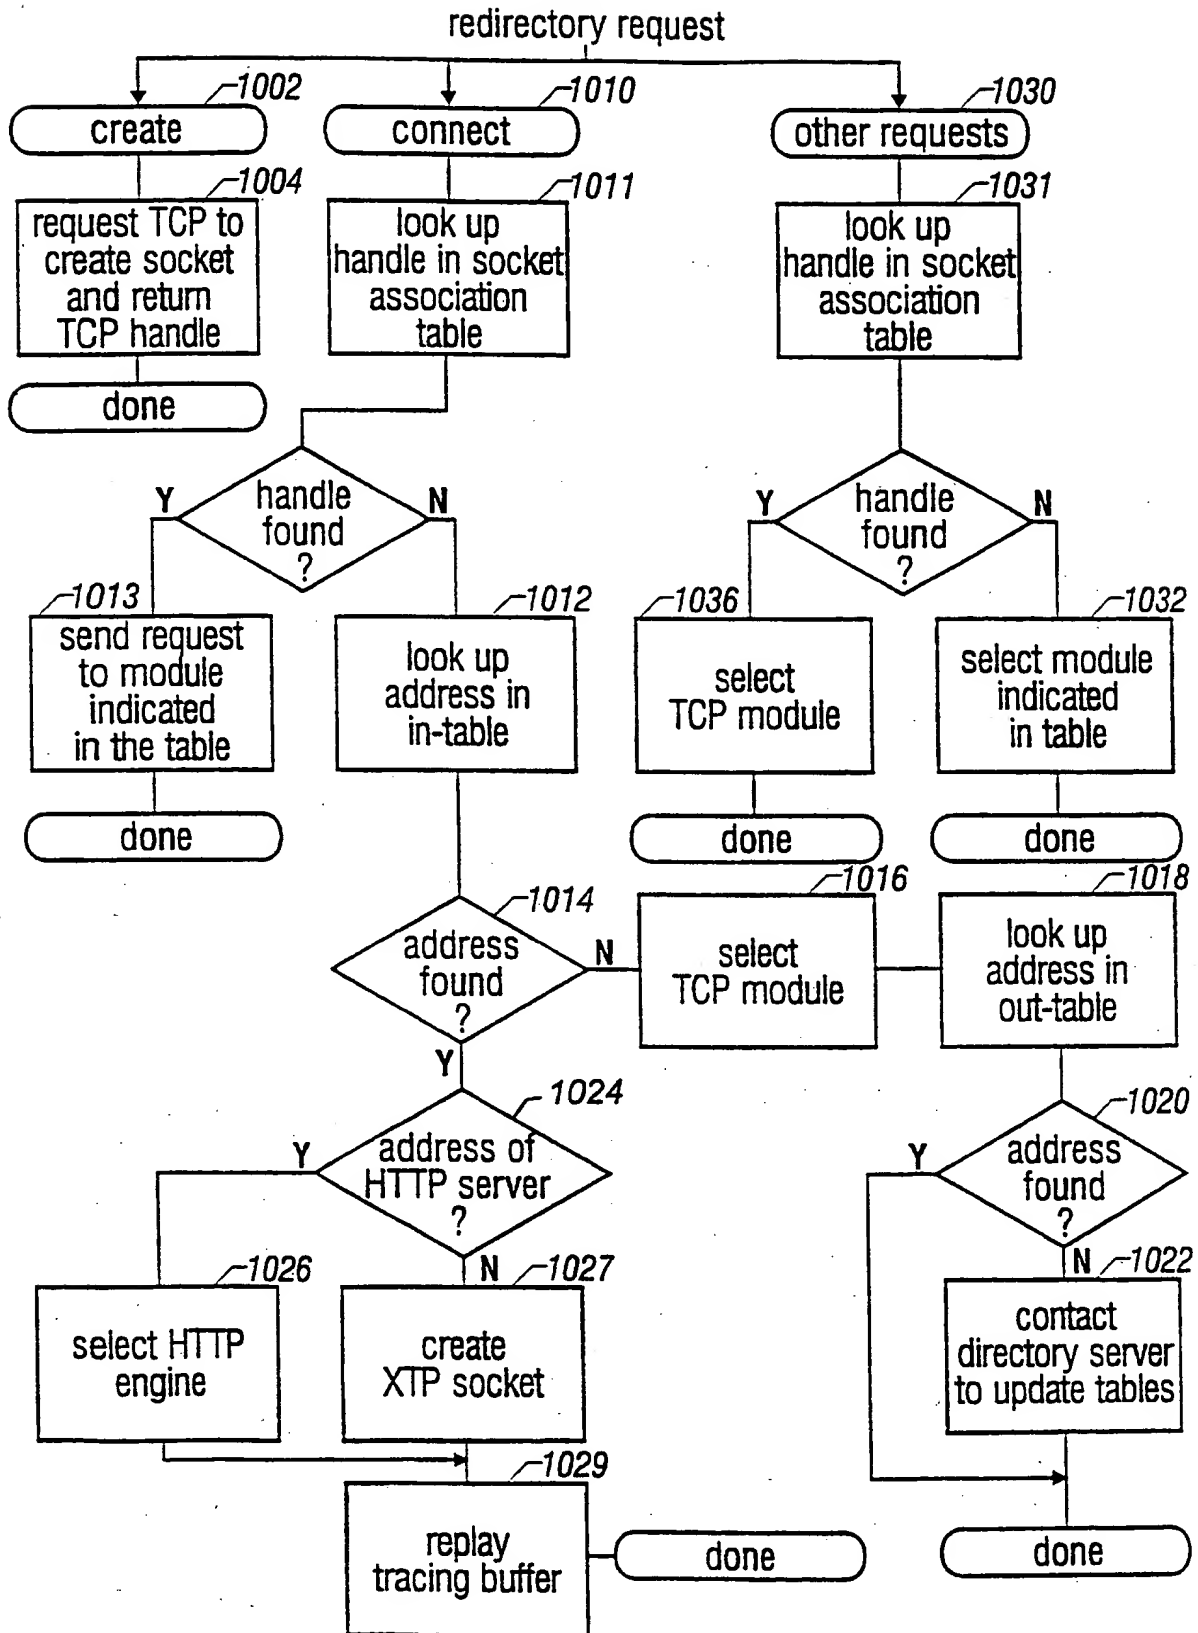 redirectory request
1002
create
1004
request TCP to
create socket
and return
TCP handle
done
1010
connect
1011
look up
handle in socket
association
table
handle
found
?
Y
N
1013
send request
to module
indicated
in the table
done
1012
look up
address in
in-table
1030
other requests
1031
look up
handle in socket
association
table
handle
found
?
Y
N
1036
select
TCP module
done
1032
select module
indicated
in table
done
1014
address
found
?
N
Y
1016
select
TCP module
1018
look up
address in
out-table
1020
address
found
?
Y
N
1022
contact
directory server
to update tables
done
1024
address of
HTTP server
?
Y
N
1026
select HTTP
engine
1027
create
XTP socket
1029
replay
tracing buffer
done